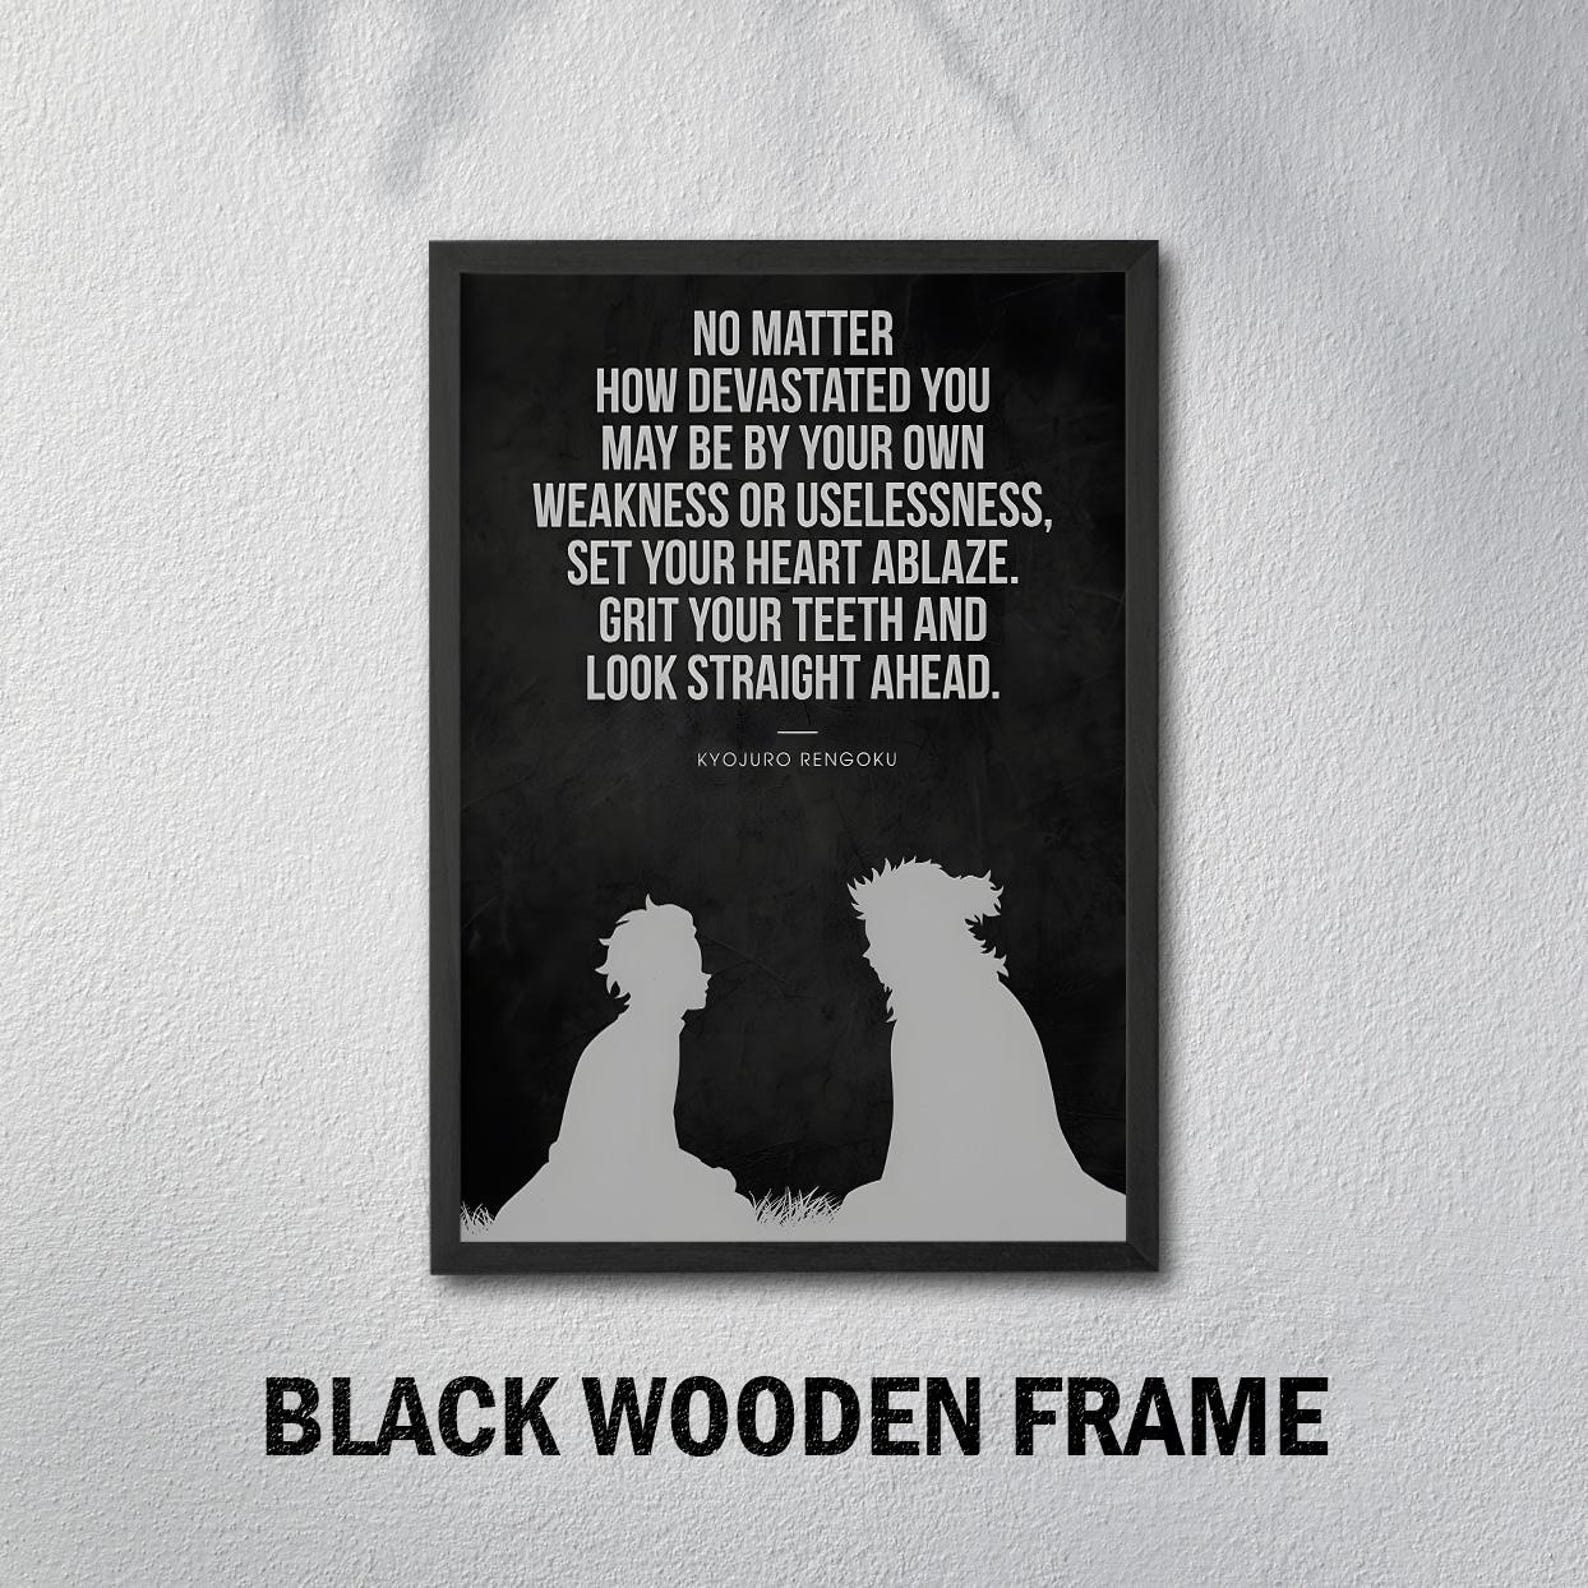 NO MATTER
HOW DEVASTATED YOU
MAY BE BY YOUR OWN
WEAKNESS OR USELESSNESS,
SET YOUR HEART ABLAZE.
GRIT YOUR TEETH AND
LOOK STRAIGHT AHEAD.
KYOJURO RENGOKU
BLACK WOODEN FRAME